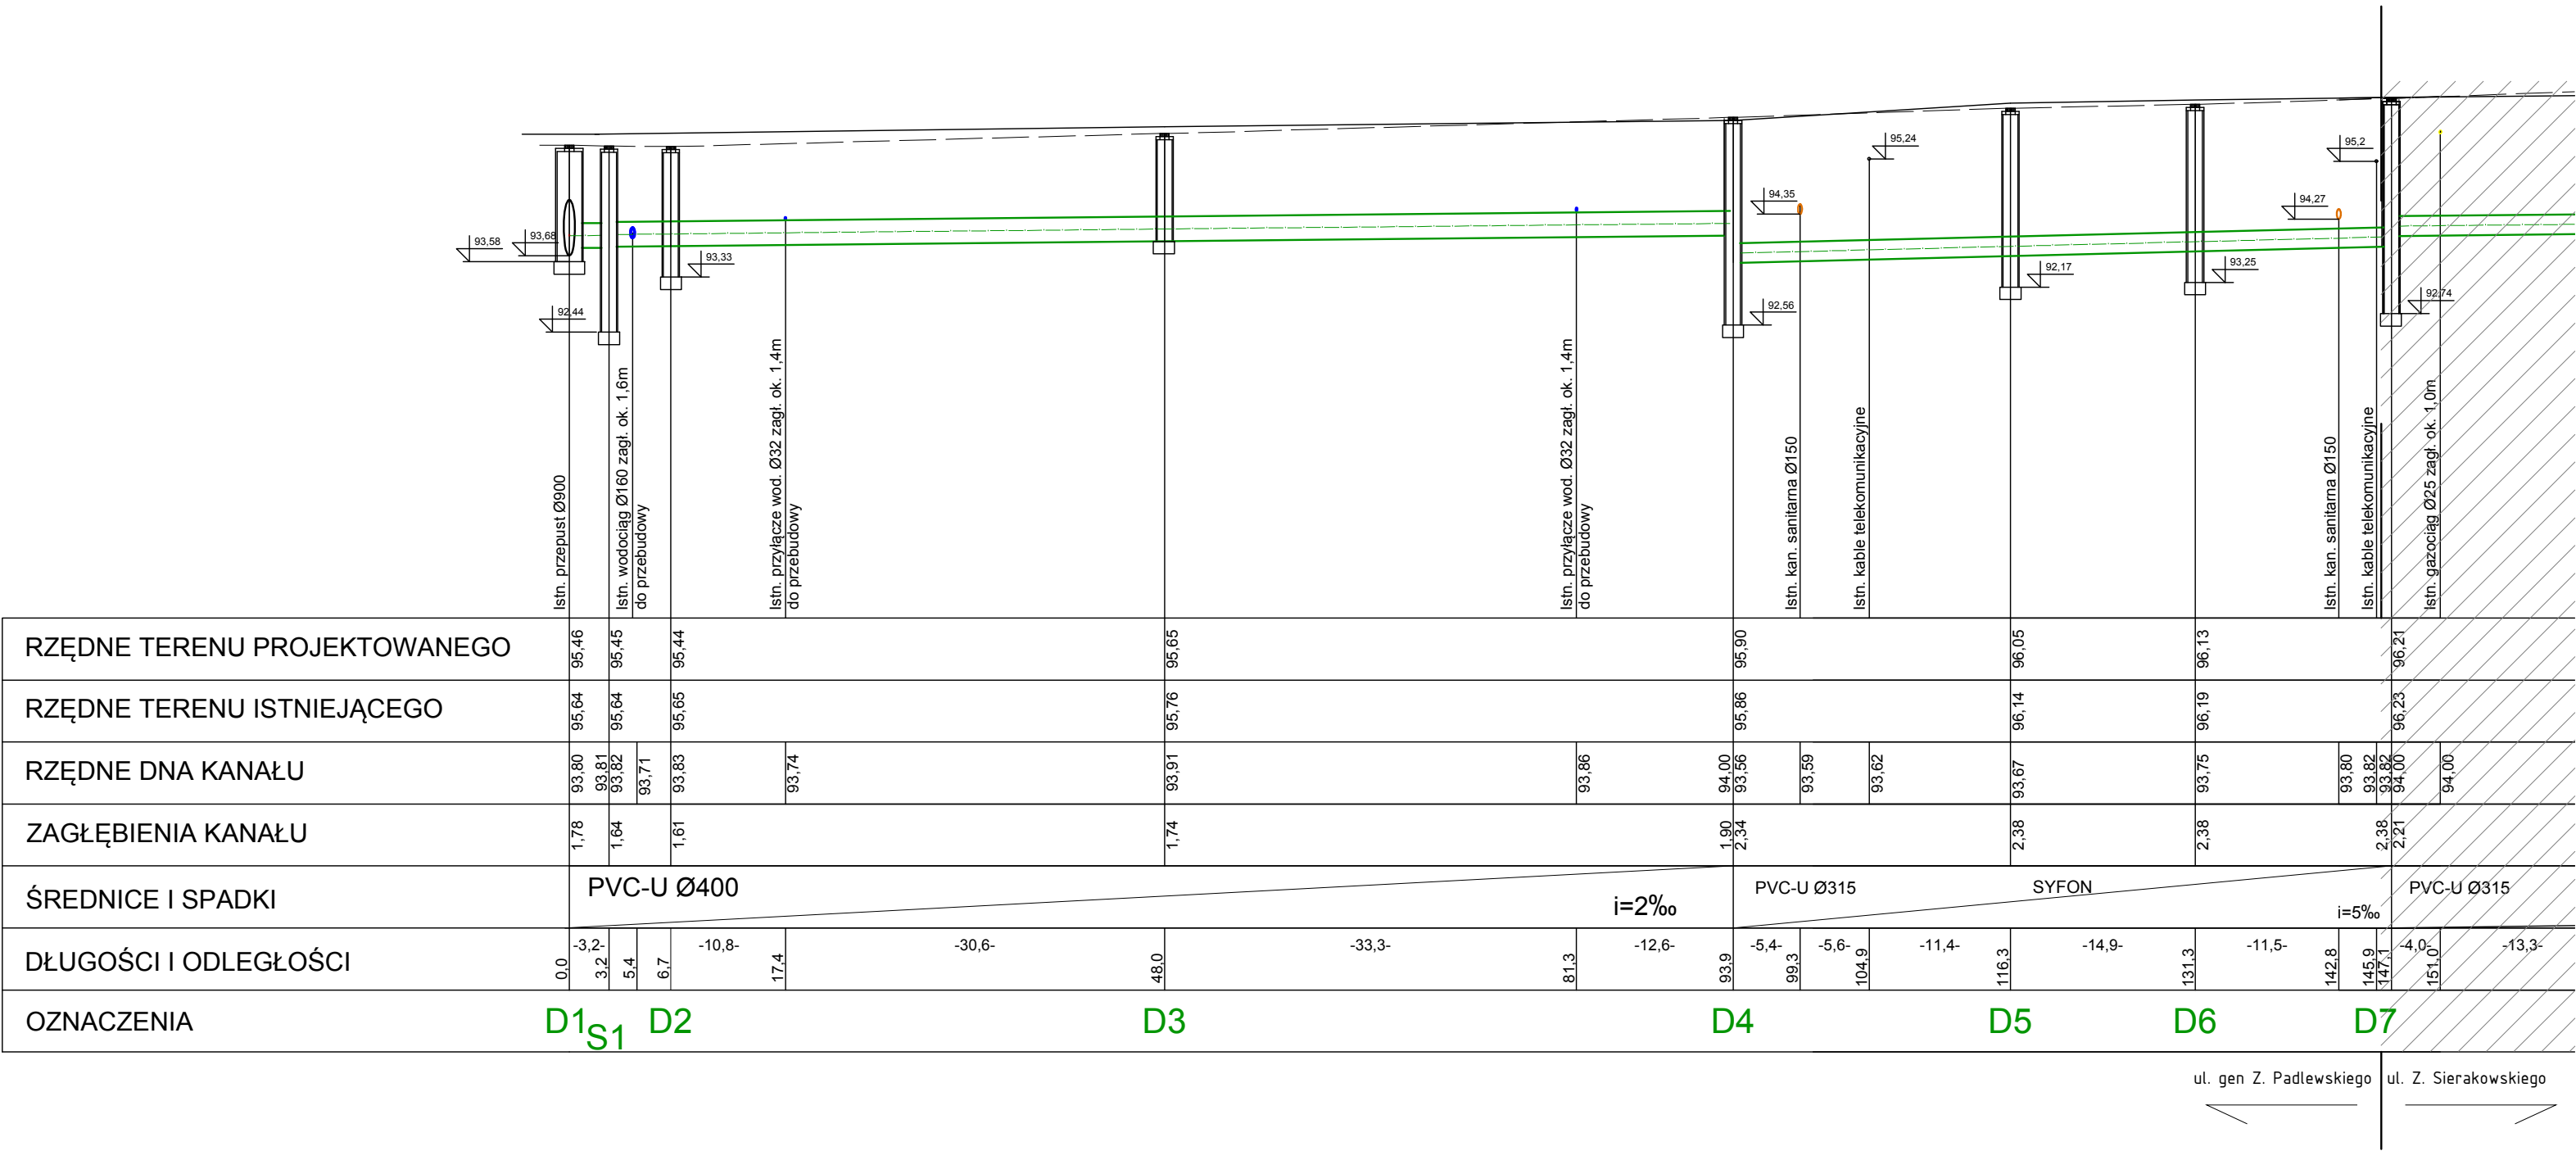 95,24
95,2
94,35
94,27
93,58
93,68
93,33
92,17
93,25
92,44
92,56
92,74
Istn. przepust Ø900
Istn. wodociąg Ø160 zagł. ok. 1,6m
do przebudowy
Istn. przyłącze wod. Ø32 zagł. ok. 1,4m
do przebudowy
Istn. przyłącze wod. Ø32 zagł. ok. 1,4m
do przebudowy
Istn. kan. sanitarna Ø150
Istn. kable telekomunikacyjne
Istn. kan. sanitarna Ø150
Istn. kable telekomunikacyjne
Istn. gazociąg Ø25 zagł. ok. 1,0m
RZĘDNE TERENU PROJEKTOWANEGO 95,46 95,45 95,44 95,65 95,90 96,05 96,13 96,21
RZĘDNE TERENU ISTNIEJĄCEGO 95,64 95,64 95,65 95,76 95,86 96,14 96,19 96,23
RZĘDNE DNA KANAŁU 93,80 93,81 93,82 93,71 93,83 93,74 93,91 93,86 94,00 93,56 93,59 93,62 93,67 93,75 93,80 93,82 93,82 94,00 94,00
ZAGŁĘBIENIA KANAŁU 1,78 1,64 1,61 1,74 1,90 2,34 2,38 2,38 2,38 2,21
ŚREDNICE I SPADKI PVC-U Ø400 i=2‰ PVC-U Ø315 SYFON i=5‰ PVC-U Ø315
DŁUGOŚCI I ODLEGŁOŚCI -3,2- -10,8- -30,6- -33,3- -12,6- -5,4- -5,6- -11,4- -14,9- -11,5- -4,0- -13,3-
0,0 3,2 5,4 6,7 17,4 48,0 81,3 93,9 99,3 104,9 116,3 131,3 142,8 145,9 147,1 151,0
OZNACZENIA D1 S1 D2 D3 D4 D5 D6 D7
ul. gen Z. Padlewskiego ul. Z. Sierakowskiego